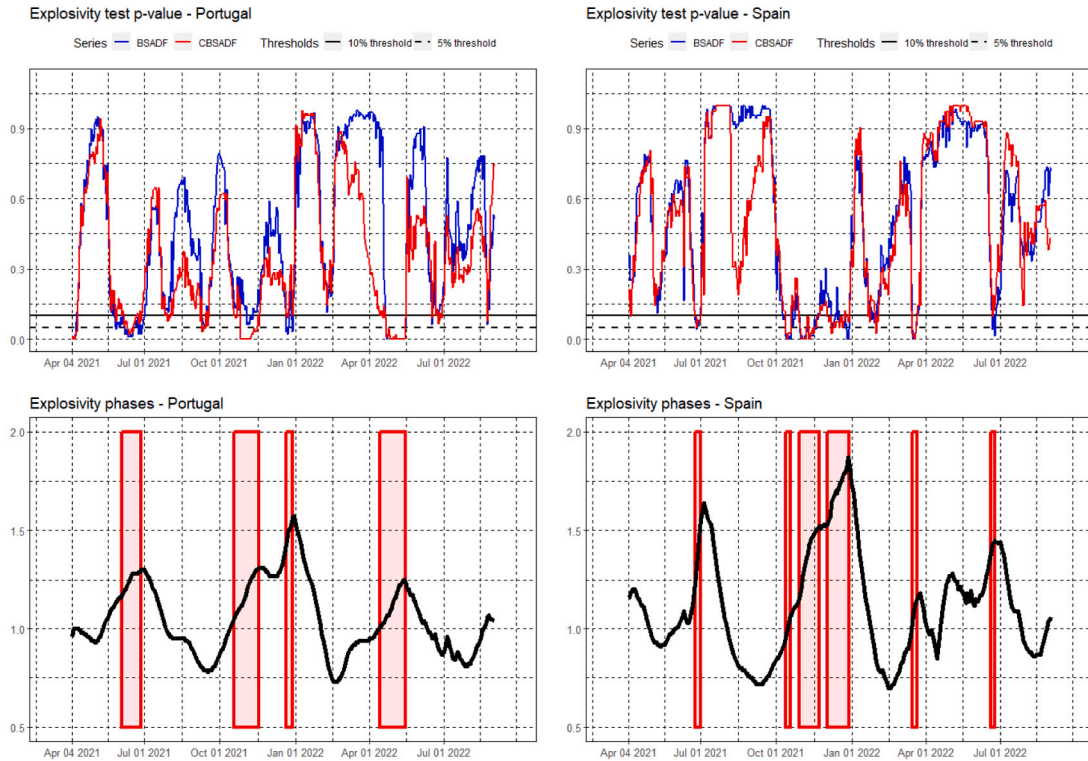 Explosivity test p-value - Portugal
Series BSADF CBSADF Thresholds 10% threshold 5% threshold
0.9
0.6
0.3
0.0
Apr 04 2021 Jul 01 2021 Oct 01 2021 Jan 01 2022 Apr 01 2022 Jul 01 2022
Explosivity test p-value - Spain
Series BSADF CBSADF Thresholds 10% threshold 5% threshold
0.9
0.6
0.3
0.0
Apr 04 2021 Jul 01 2021 Oct 01 2021 Jan 01 2022 Apr 01 2022 Jul 01 2022
Explosivity phases - Portugal
2.0
1.5
1.0
0.5
Apr 04 2021 Jul 01 2021 Oct 01 2021 Jan 01 2022 Apr 01 2022 Jul 01 2022
Explosivity phases - Spain
2.0
1.5
1.0
0.5
Apr 04 2021 Jul 01 2021 Oct 01 2021 Jan 01 2022 Apr 01 2022 Jul 01 2022